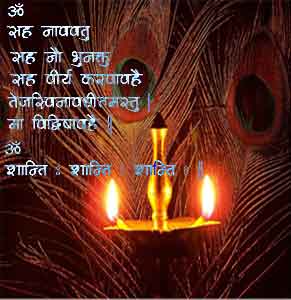 ॐ
सह नाववतु
सह नौ भुनक्तु
सह वीर्यं करवावहै
तेजस्विनावधीतमस्तु |
मा विद्विषावहै ||
ॐ
शान्तिः शान्तिः शान्तिः ||